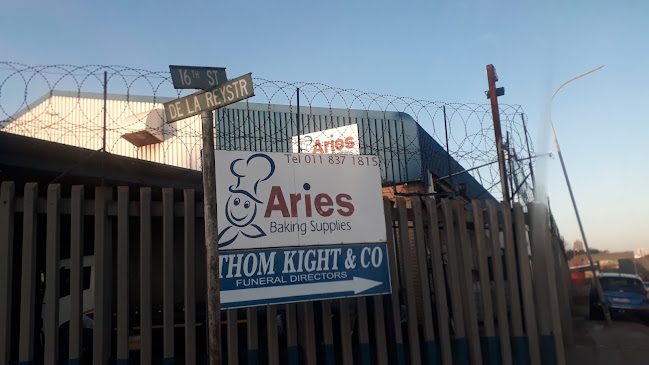 16TH ST
DE LA REYSTR
Aries
Tel 011 837 1815
Aries
Baking Supplies
THOM KIGHT & CO
FUNERAL DIRECTORS